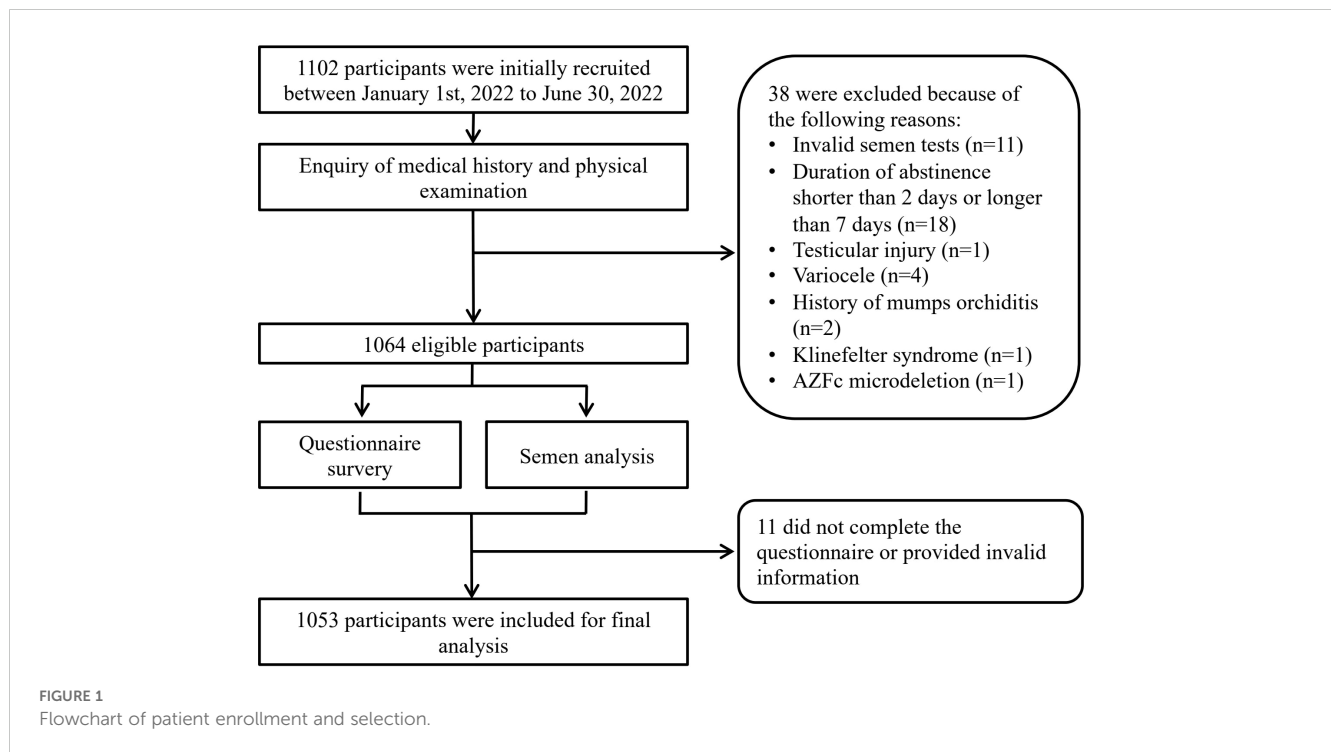 1102 participants were initially recruited
between January 1st, 2022 to June 30, 2022
Enquiry of medical history and physical
examination
38 were excluded because of
the following reasons:
• Invalid semen tests (n=11)
• Duration of abstinence
shorter than 2 days or longer
than 7 days (n=18)
• Testicular injury (n=1)
• Variocele (n=4)
• History of mumps orchiditis
(n=2)
• Klinefelter syndrome (n=1)
• AZFc microdeletion (n=1)
1064 eligible participants
Questionnaire
survery
Semen analysis
11 did not complete the
questionnaire or provided invalid
information
1053 participants were included for final
analysis
FIGURE 1
Flowchart of patient enrollment and selection.